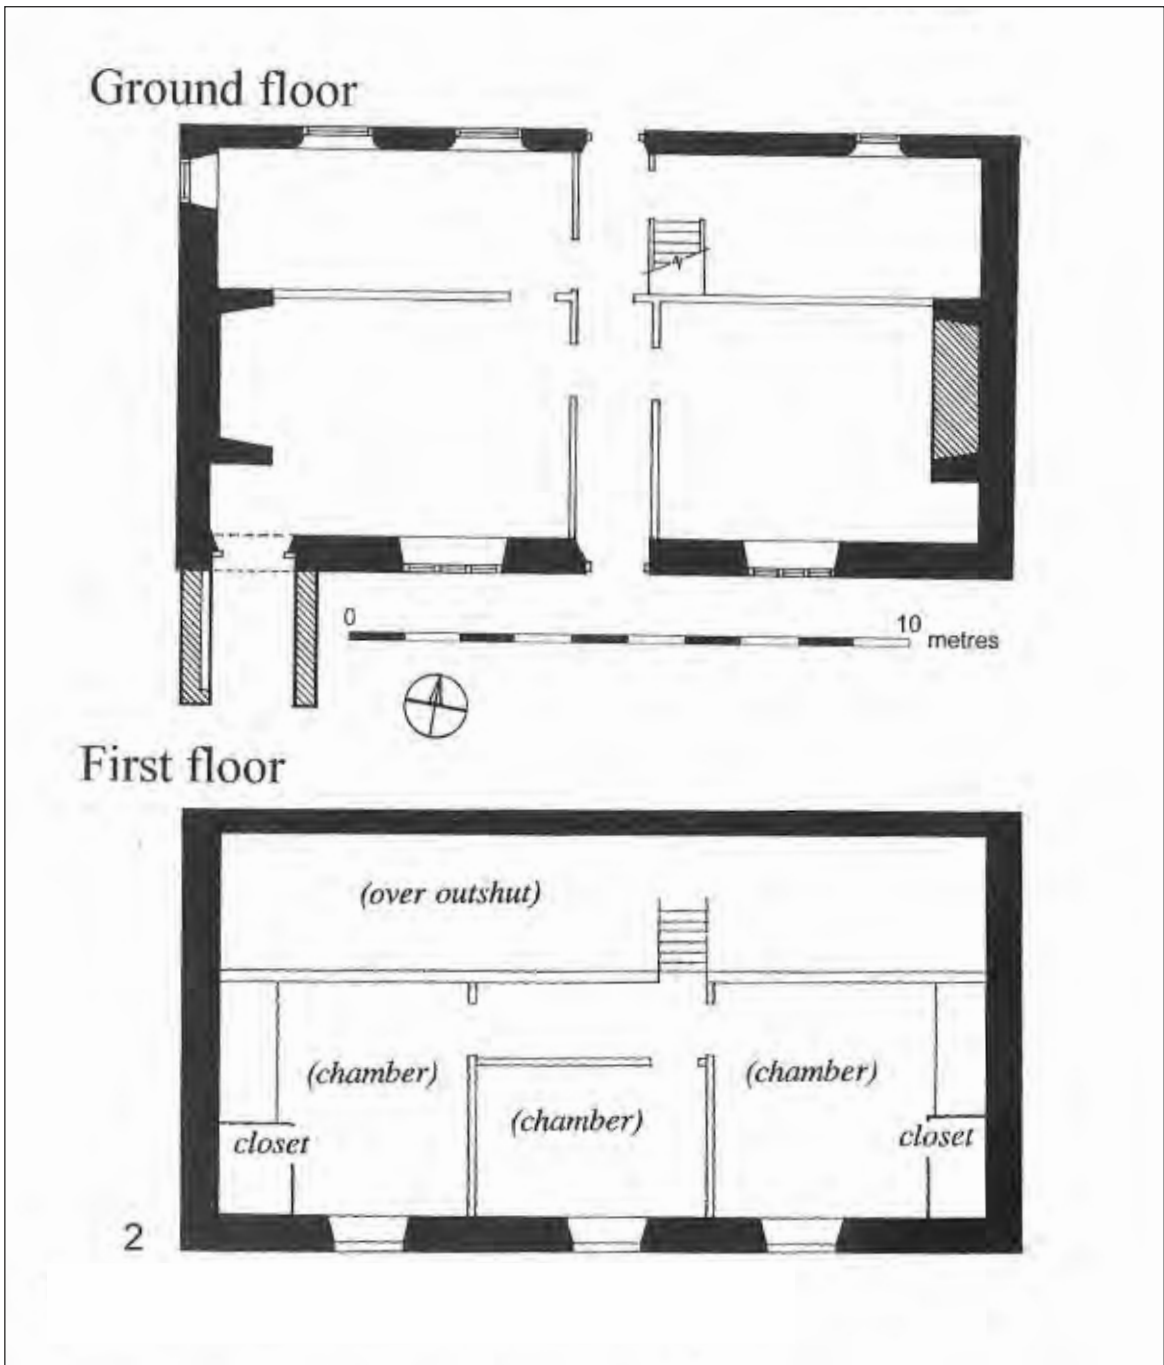 Ground floor
0 10 metres
First floor
(over outshut)
(chamber) (chamber)
(chamber)
closet closet
2